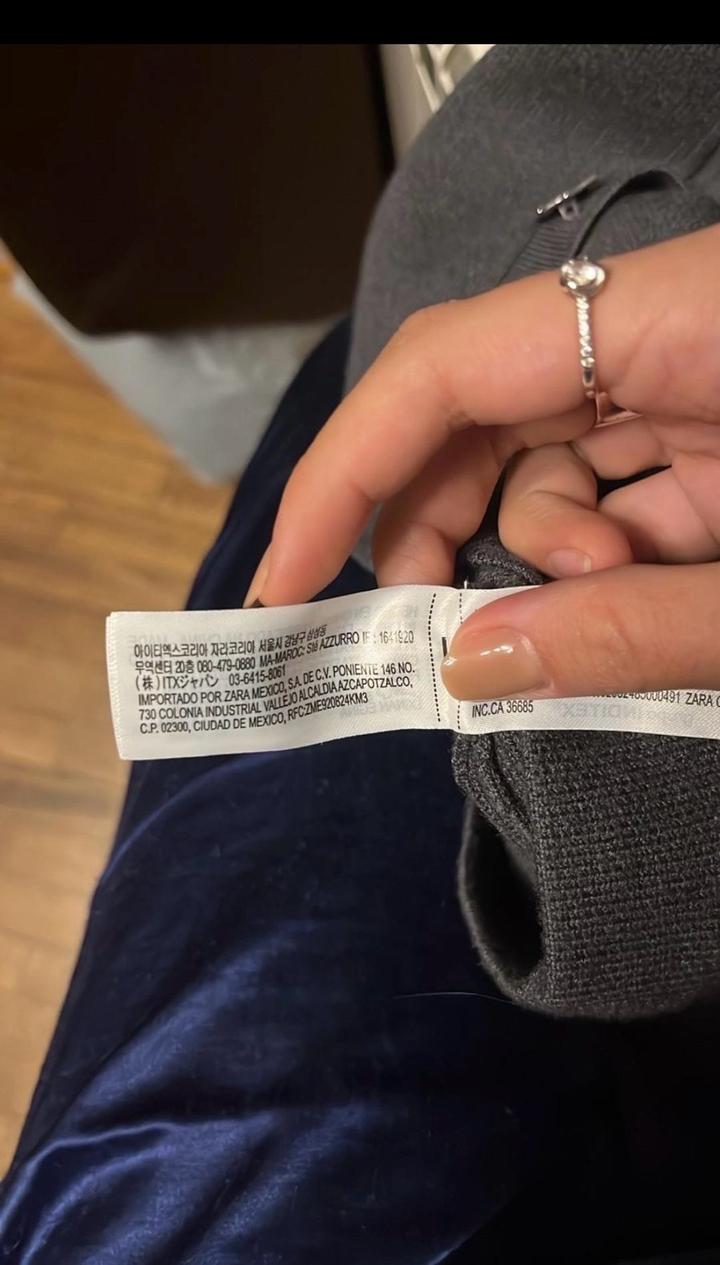 아이티엑스코리아 자라코리아 서울시 강남구 삼성동
무역센터 20층 080-479-0880 MA-MAROC: Sté AZZURRO IF: 1641920
(株)ITXジャパン 03-6415-8061
IMPORTADO POR ZARA MEXICO, S.A. DE C.V. PONIENTE 146 NO.
730 COLONIA INDUSTRIAL VALLEJO ALCALDIA AZCAPOTZALCO,
C.P. 02300, CIUDAD DE MEXICO, RFC:ZME920824KM3
ZARA
INC.CA 36685